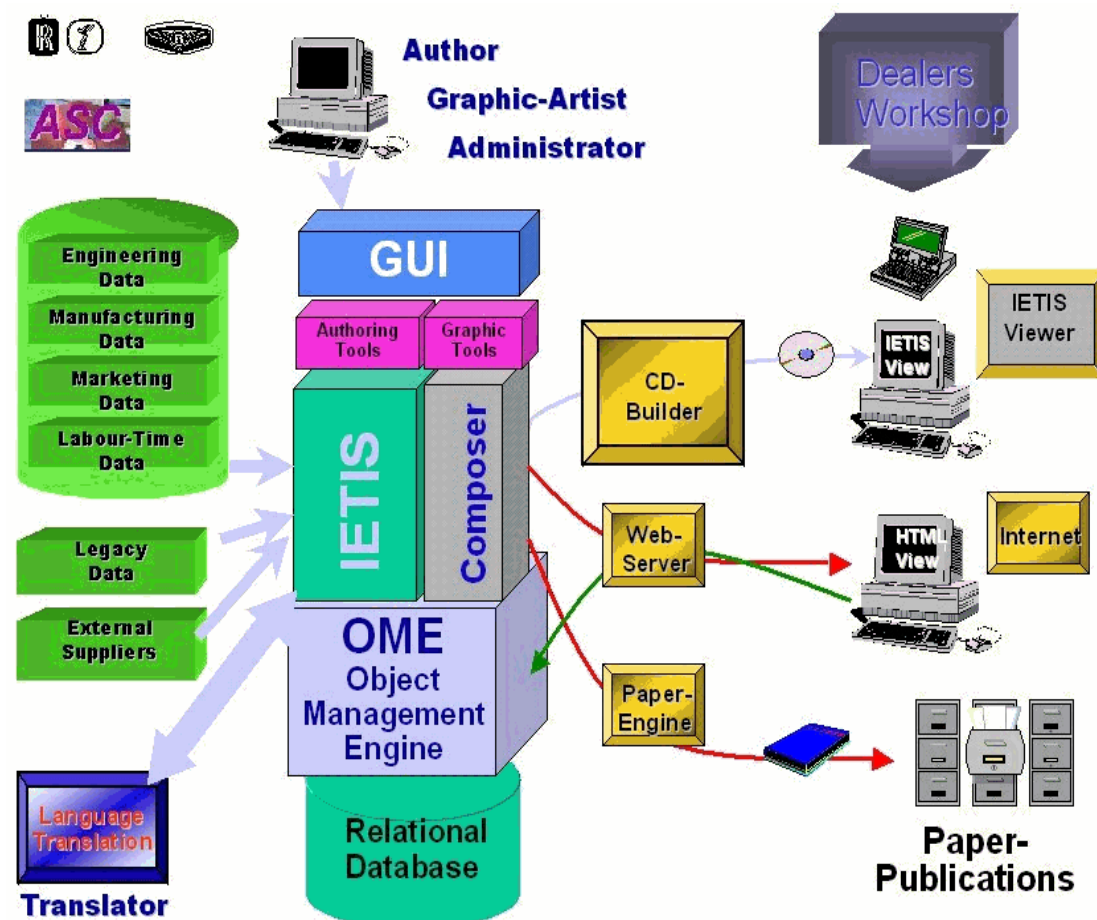 R
1
ASC
Author
Graphic-Artist
Administrator
Dealers
Workshop
GUI
Authoring
Tools
Graphic
Tools
IETIS
Composer
OME
Object
Management
Engine
Relational
Database
Engineering
Data
Manufacturing
Data
Marketing
Data
Labour-Time
Data
Legacy
Data
External
Suppliers
Language
Translation
Translator
CD-
Builder
IETIS
View
IETIS
Viewer
Web-
Server
HTML
View
Internet
Paper-
Engine
Paper-
Publications